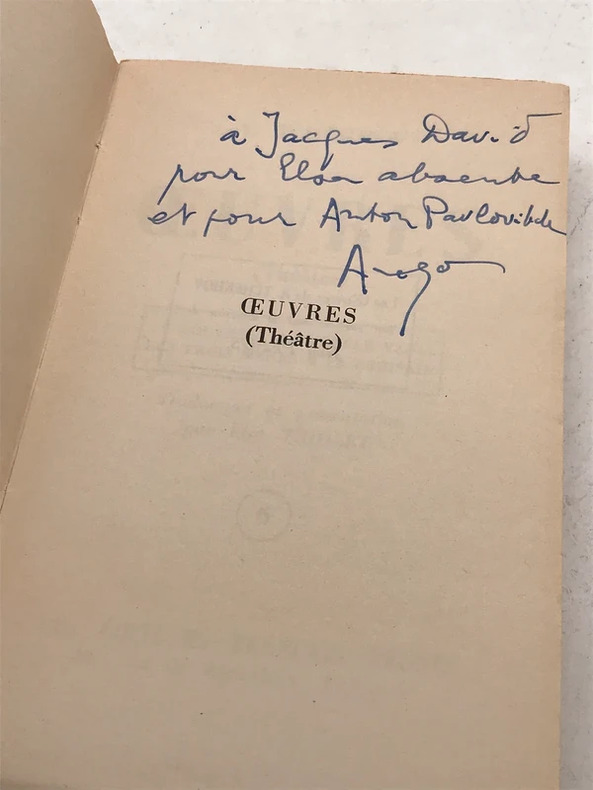 à Jacques David
pour Elsa absente
et pour Anton Pavlovitch
Aragon
ŒUVRES
(Théâtre)